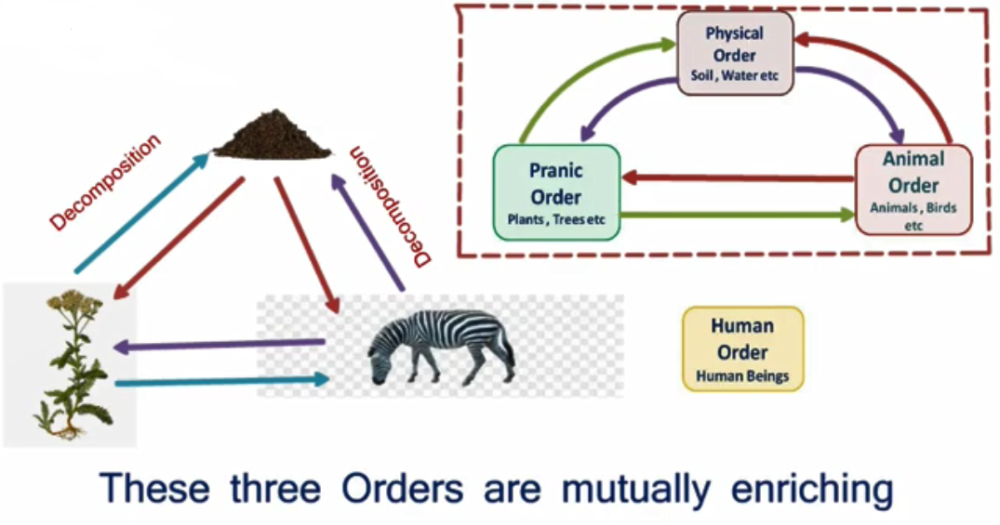 Decomposition
Decomposition
Physical
Order
Soil , Water etc
Pranic
Order
Plants , Trees etc
Animal
Order
Animals , Birds
etc
Human
Order
Human Beings
These three Orders are mutually enriching